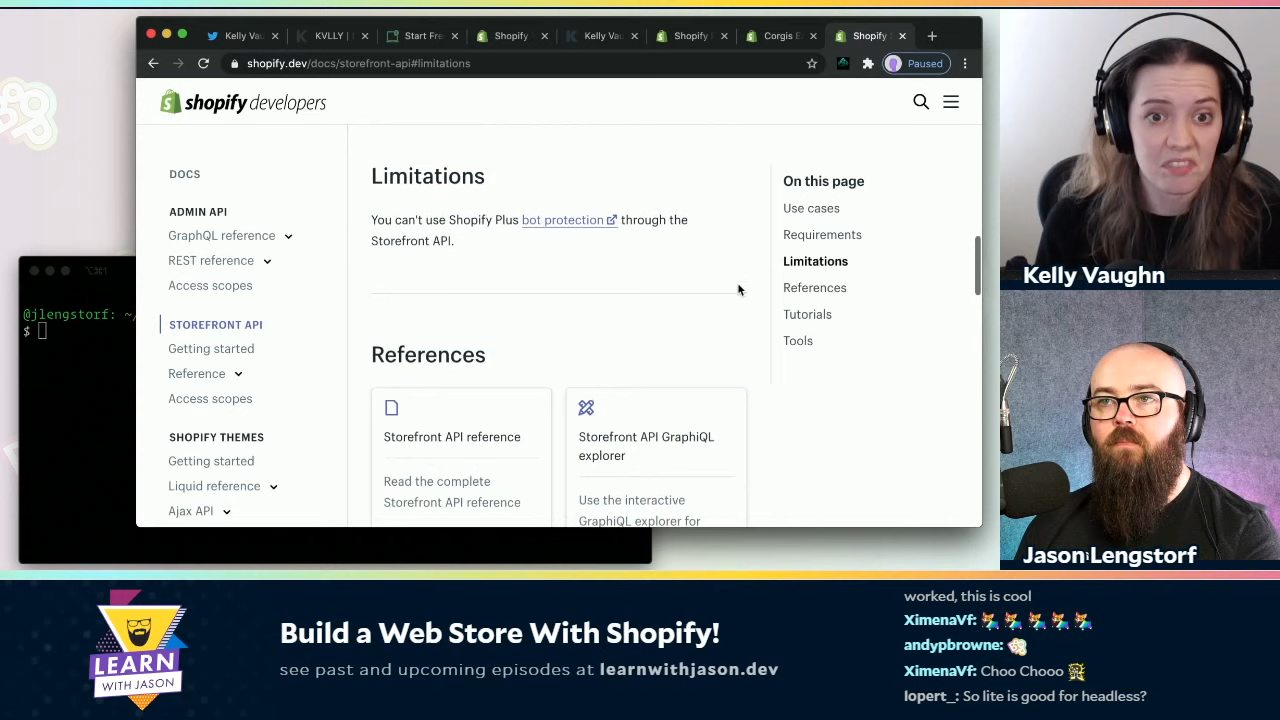 Kelly Vau
KVLLY | 
Start Fre
Shopify
Kelly Vau
Shopify
Corgis E
Shopify
shopify.dev/docs/storefront-api#limitations
Paused
shopify developers
DOCS
ADMIN API
GraphQL reference
REST reference
Access scopes
STOREFRONT API
Getting started
Reference
Access scopes
SHOPIFY THEMES
Getting started
Liquid reference
Ajax API
Limitations
You can't use Shopify Plus bot protection through the
Storefront API.
References
Storefront API reference
Read the complete
Storefront API reference
Storefront API GraphiQL
explorer
Use the interactive
GraphiQL explorer for
On this page
Use cases
Requirements
Limitations
References
Tutorials
Tools
⌥⌘1
@jlengstorf: ~/
$
Kelly Vaughn
Jason Lengstorf
LEARN
WITH JASON
Build a Web Store With Shopify!
see past and upcoming episodes at learnwithjason.dev
worked, this is cool
XimenaVf:
andypbrowne:
XimenaVf: Choo Chooo
lopert_: So lite is good for headless?